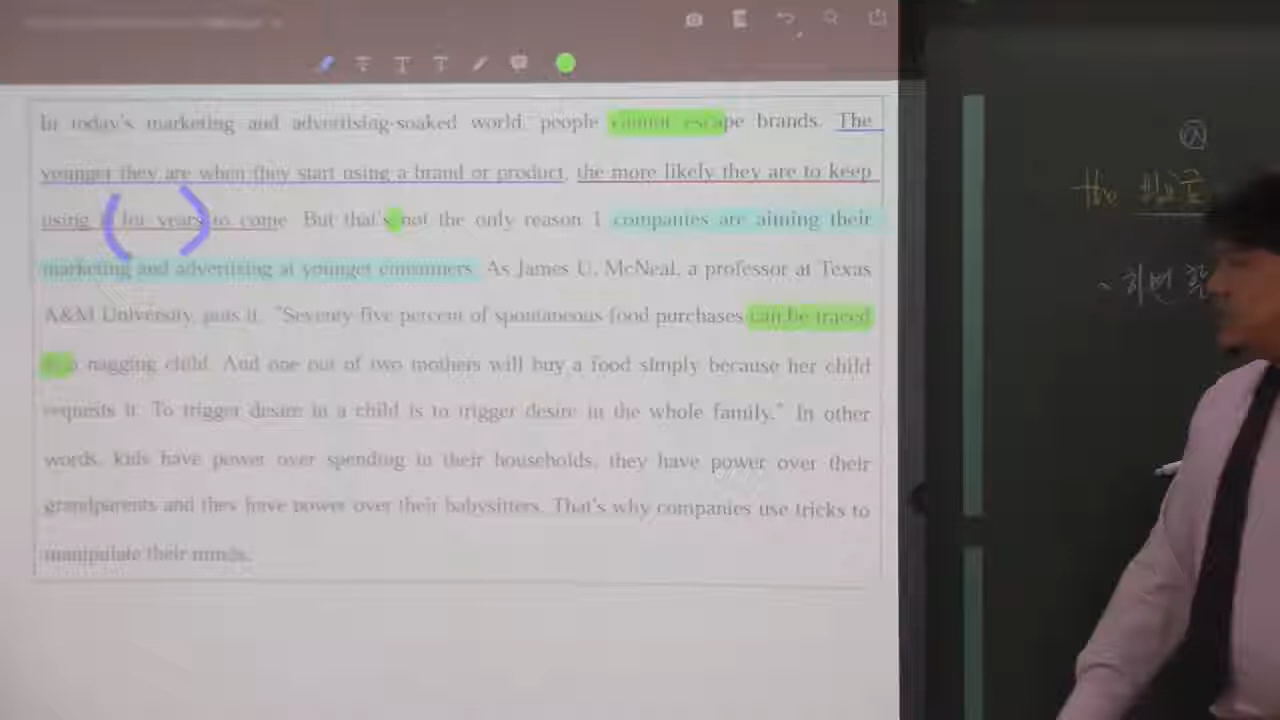 In today's marketing and advertising-soaked world, people cannot escape brands. The
younger they are when they start using a brand or product, the more likely they are to keep
using it for years to come. But that's not the only reason 1 companies are aiming their
marketing and advertising at younger consumers. As James U. McNeal, a professor at Texas
A&M University, puts it, "Seventy-five percent of spontaneous food purchases can be traced
to a nagging child. And one out of two mothers will buy a food simply because her child
requests it. To trigger desire in a child is to trigger desire in the whole family." In other
words, kids have power over spending in their households, they have power over their
grandparents and they have power over their babysitters. That's why companies use tricks to
manipulate their minds.
the 비교급